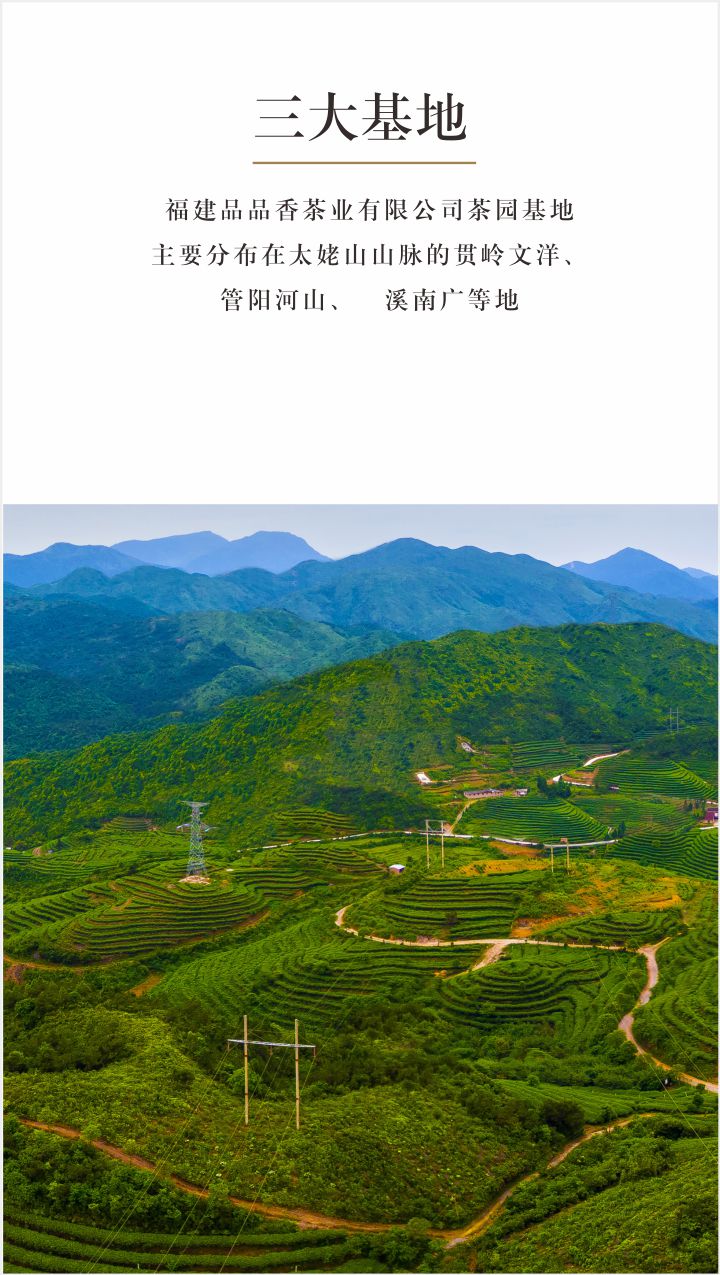 三大基地
福建品品香茶业有限公司茶园基地
主要分布在太姥山山脉的贯岭文洋、
管阳河山、 溪南广等地